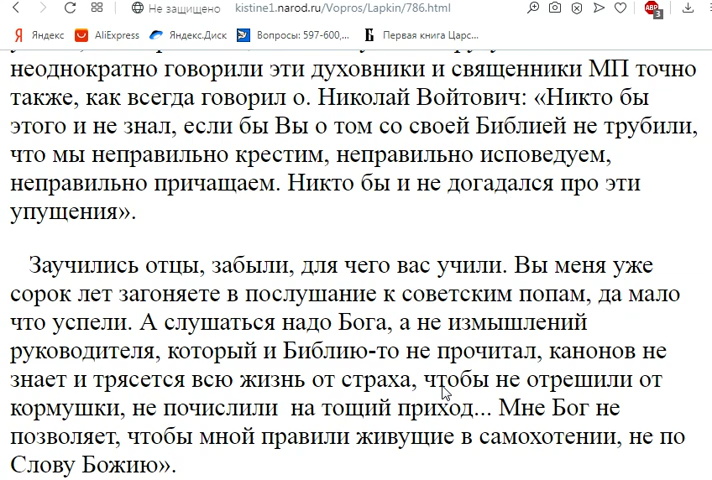 Не защищено kistine1.narod.ru/Vopros/Lapkin/786.html ABP 3
Яндекс AliExpress Яндекс.Диск Вопросы: 597-600,... Первая книга Царс...
неоднократно говорили эти духовники и священники МП точно
также, как всегда говорил о. Николай Войтович: «Никто бы
этого и не знал, если бы Вы о том со своей Библией не трубили,
что мы неправильно крестим, неправильно исповедуем,
неправильно причащаем. Никто бы и не догадался про эти
упущения».
Заучились отцы, забыли, для чего вас учили. Вы меня уже
сорок лет загоняете в послушание к советским попам, да мало
что успели. А слушаться надо Бога, а не измышлений
руководителя, который и Библию-то не прочитал, канонов не
знает и трясется всю жизнь от страха, чтобы не отрешили от
кормушки, не почислили на тощий приход... Мне Бог не
позволяет, чтобы мной правили живущие в самохотении, не по
Слову Божию».